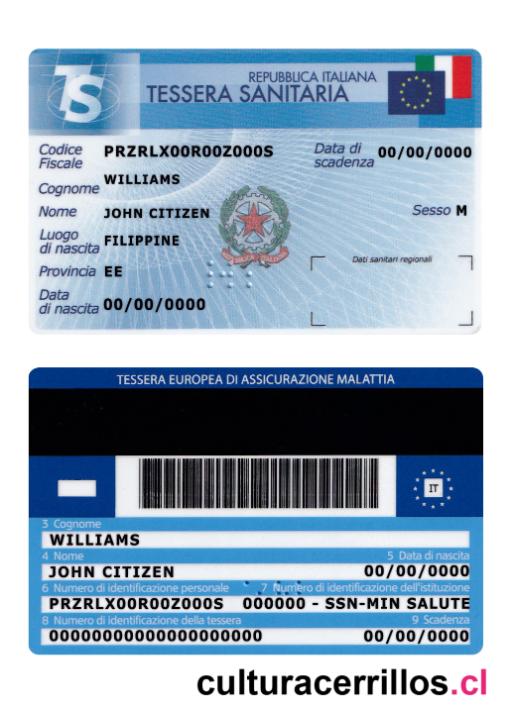 TS
REPUBBLICA ITALIANA
TESSERA SANITARIA
Codice Fiscale PRZRLX00R00Z000S
Data di scadenza 00/00/0000
Cognome WILLIAMS
Nome JOHN CITIZEN
Sesso M
Luogo di nascita FILIPPINE
Provincia EE
Dati sanitari regionali
Data di nascita 00/00/0000
TESSERA EUROPEA DI ASSICURAZIONE MALATTIA
IT
3 Cognome
WILLIAMS
4 Nome 5 Data di nascita
JOHN CITIZEN 00/00/0000
6 Numero di identificazione personale 7 Numero di identificazione dell'istituzione
PRZRLX00R00Z000S 000000 - SSN-MIN SALUTE
8 Numero di identificazione della tessera 9 Scadenza
00000000000000000000 00/00/0000
culturacerrillos.cl